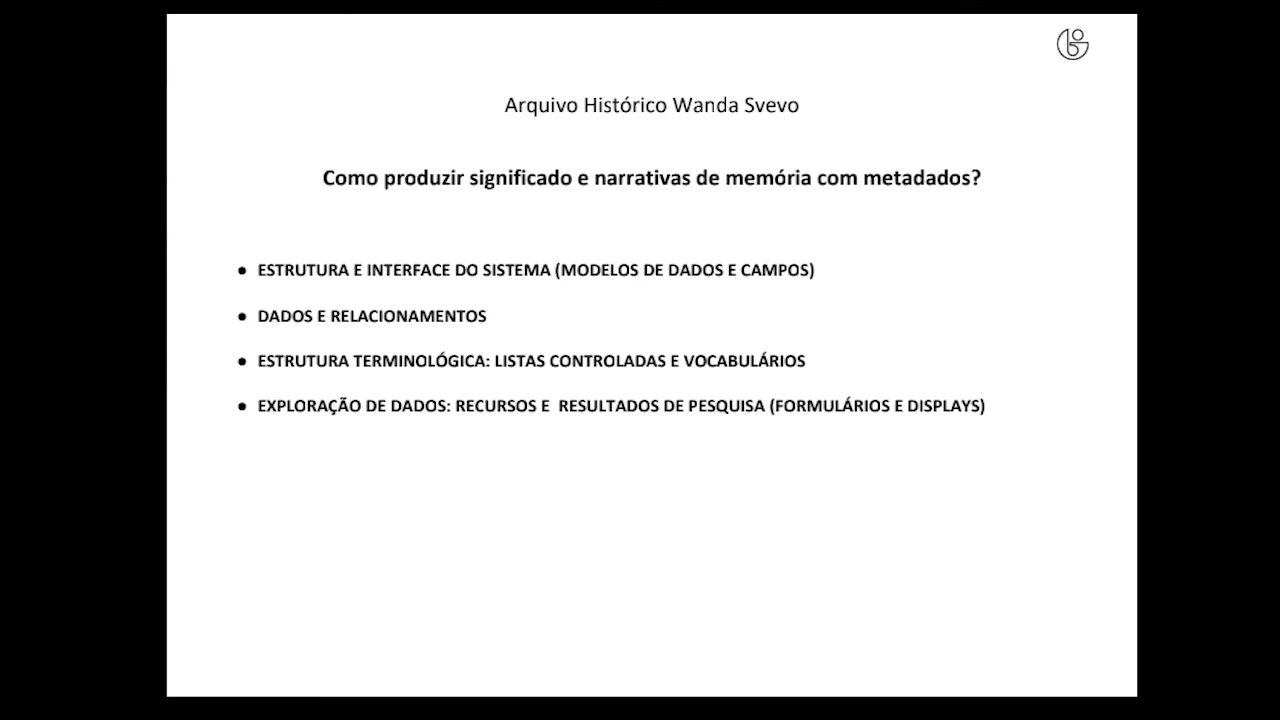 Arquivo Histórico Wanda Svevo
Como produzir significado e narrativas de memória com metadados?
● ESTRUTURA E INTERFACE DO SISTEMA (MODELOS DE DADOS E CAMPOS)
● DADOS E RELACIONAMENTOS
● ESTRUTURA TERMINOLÓGICA: LISTAS CONTROLADAS E VOCABULÁRIOS
● EXPLORAÇÃO DE DADOS: RECURSOS E  RESULTADOS DE PESQUISA (FORMULÁRIOS E DISPLAYS)